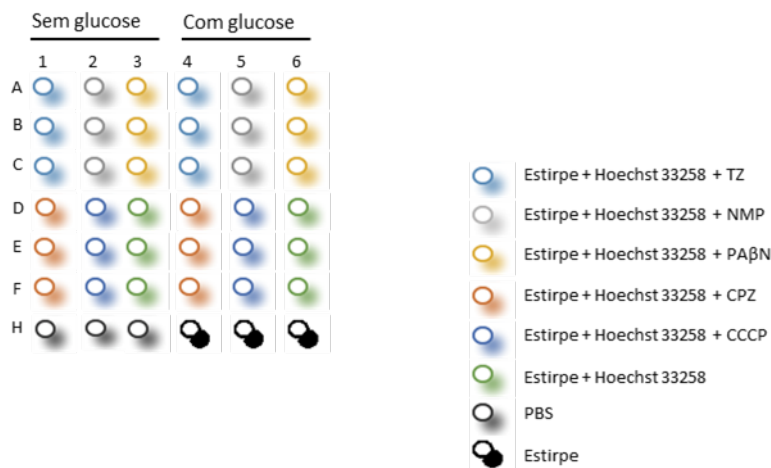 Sem glucose Com glucose
1 2 3 4 5 6
A
B
C
D
E
F
H
Estirpe + Hoechst 33258 + TZ
Estirpe + Hoechst 33258 + NMP
Estirpe + Hoechst 33258 + PAβN
Estirpe + Hoechst 33258 + CPZ
Estirpe + Hoechst 33258 + CCCP
Estirpe + Hoechst 33258
PBS
Estirpe